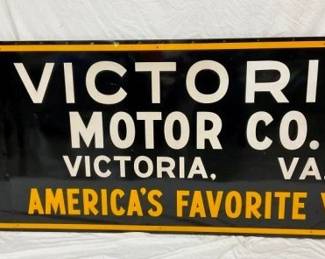 VICTORI
MOTOR CO.
VICTORIA, VA.
AMERICA'S FAVORITE